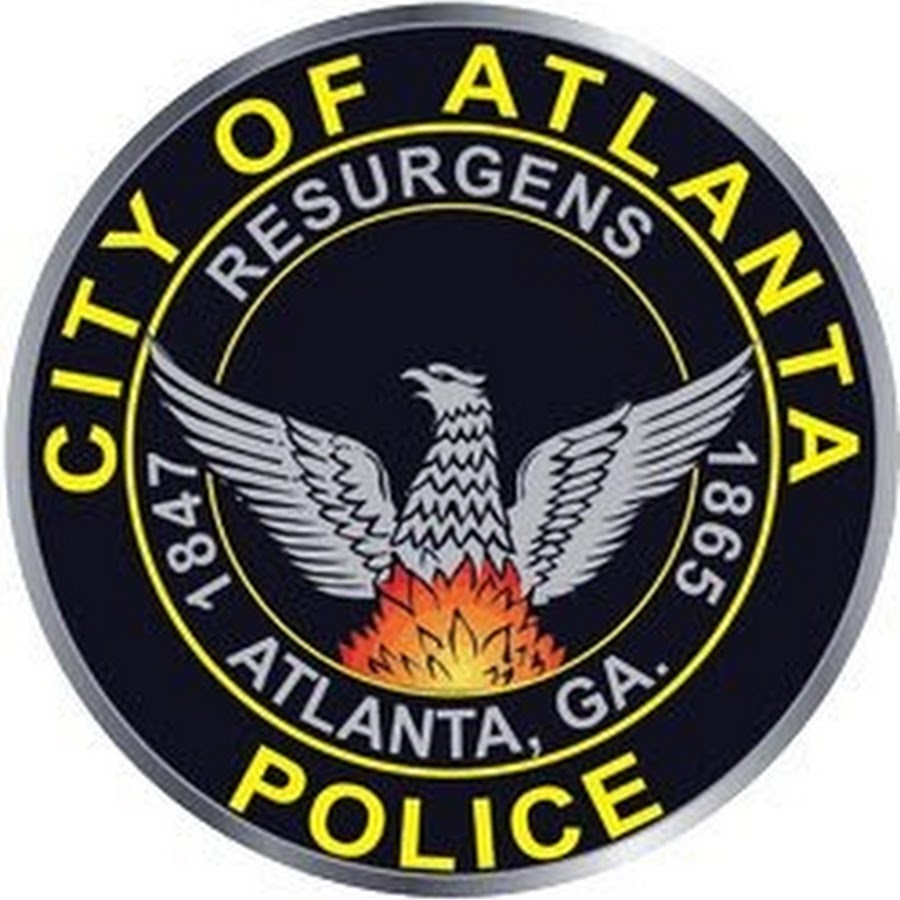 CITY OF ATLANTA
RESURGENS
1847
1865
ATLANTA, GA.
POLICE